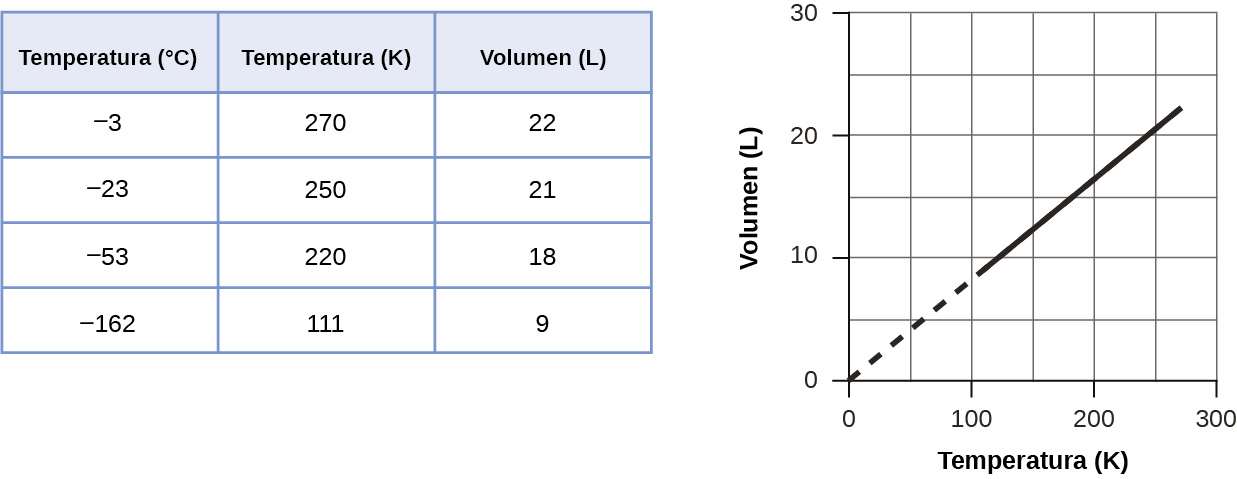 Temperatura (°C) Temperatura (K) Volumen (L)
–3 270 22
–23 250 21
–53 220 18
–162 111 9
30
20
10
0
Volumen (L)
0 100 200 300
Temperatura (K)